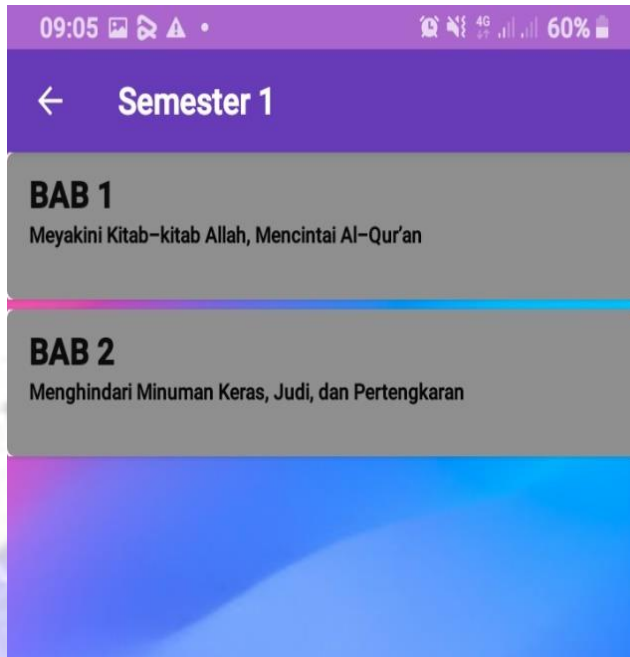 09:05 4G 60%
Semester 1
BAB 1
Meyakini Kitab-kitab Allah, Mencintai Al-Qur'an
BAB 2
Menghindari Minuman Keras, Judi, dan Pertengkaran